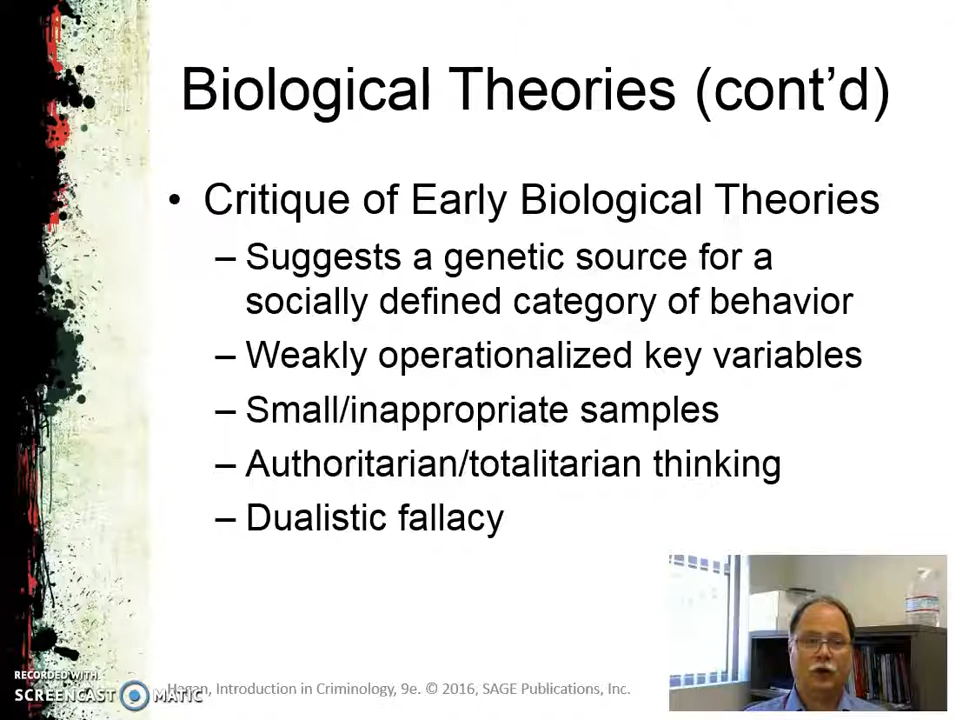 Biological Theories (cont’d)
• Critique of Early Biological Theories
– Suggests a genetic source for a
socially defined category of behavior
– Weakly operationalized key variables
– Small/inappropriate samples
– Authoritarian/totalitarian thinking
– Dualistic fallacy
RECORDED WITH
SCREENCAST MATIC
Introduction in Criminology, 9e. © 2016, SAGE Publications, Inc.